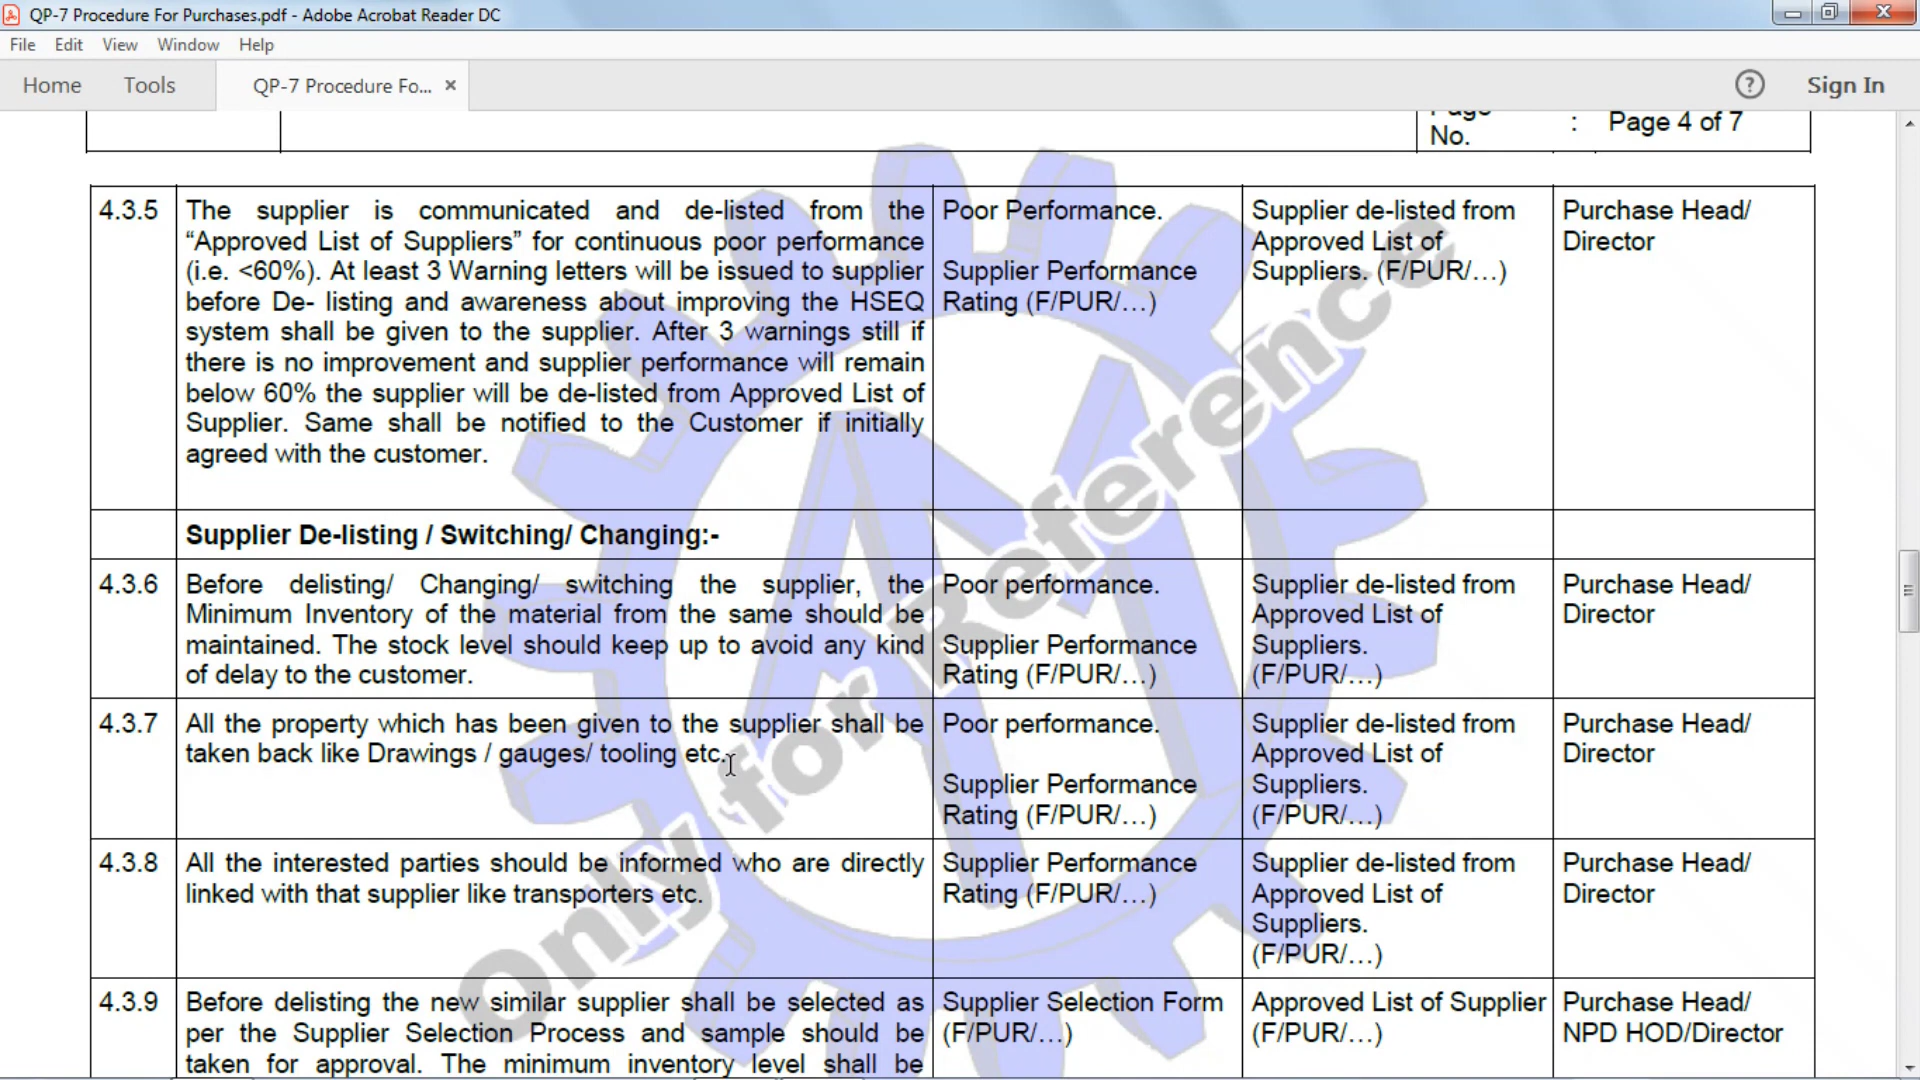 QP-7 Procedure For Purchases.pdf - Adobe Acrobat Reader DC
File Edit View Window Help
Home Tools QP-7 Procedure Fo... × ? Sign In
Page
No. : Page 4 of 7
4.3.5
The supplier is communicated and de-listed from the
“Approved List of Suppliers” for continuous poor performance
(i.e. <60%). At least 3 Warning letters will be issued to supplier
before De- listing and awareness about improving the HSEQ
system shall be given to the supplier. After 3 warnings still if
there is no improvement and supplier performance will remain
below 60% the supplier will be de-listed from Approved List of
Supplier. Same shall be notified to the Customer if initially
agreed with the customer.
Poor Performance.
Supplier Performance
Rating (F/PUR/…)
Supplier de-listed from
Approved List of
Suppliers. (F/PUR/…)
Purchase Head/
Director
Supplier De-listing / Switching/ Changing:-
4.3.6
Before delisting/ Changing/ switching the supplier, the
Minimum Inventory of the material from the same should be
maintained. The stock level should keep up to avoid any kind
of delay to the customer.
Poor performance.
Supplier Performance
Rating (F/PUR/…)
Supplier de-listed from
Approved List of
Suppliers.
(F/PUR/…)
Purchase Head/
Director
4.3.7
All the property which has been given to the supplier shall be
taken back like Drawings / gauges/ tooling etc.
Poor performance.
Supplier Performance
Rating (F/PUR/…)
Supplier de-listed from
Approved List of
Suppliers.
(F/PUR/…)
Purchase Head/
Director
4.3.8
All the interested parties should be informed who are directly
linked with that supplier like transporters etc.
Supplier Performance
Rating (F/PUR/…)
Supplier de-listed from
Approved List of
Suppliers.
(F/PUR/…)
Purchase Head/
Director
4.3.9
Before delisting the new similar supplier shall be selected as
per the Supplier Selection Process and sample should be
taken for approval. The minimum inventory level shall be
Supplier Selection Form
(F/PUR/…)
Approved List of Supplier
(F/PUR/…)
Purchase Head/
NPD HOD/Director
Only for Reference